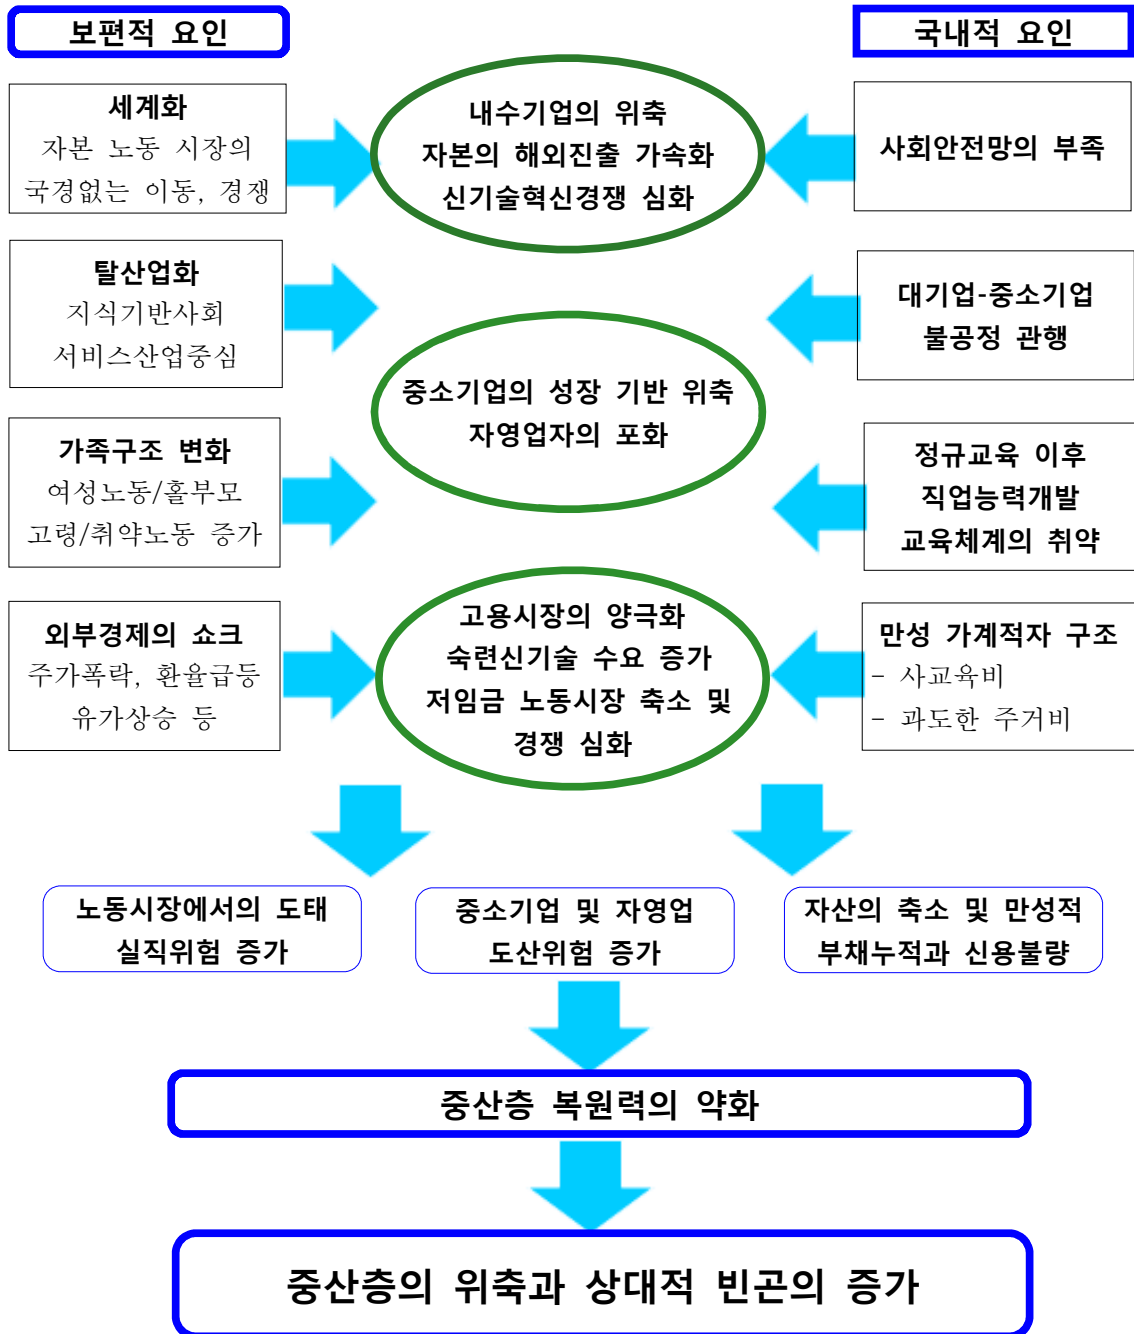 보편적 요인
국내적 요인
세계화
자본 노동 시장의
국경없는 이동, 경쟁
내수기업의 위축
자본의 해외진출 가속화
신기술혁신경쟁 심화
사회안전망의 부족
탈산업화
지식기반사회
서비스산업중심
대기업-중소기업
불공정 관행
중소기업의 성장 기반 위축
자영업자의 포화
가족구조 변화
여성노동/홀부모
고령/취약노동 증가
정규교육 이후
직업능력개발
교육체계의 취약
외부경제의 쇼크
주가폭락, 환율급등
유가상승 등
고용시장의 양극화
숙련신기술 수요 증가
저임금 노동시장 축소 및
경쟁 심화
만성 가계적자 구조
- 사교육비
- 과도한 주거비
노동시장에서의 도태
실직위험 증가
중소기업 및 자영업
도산위험 증가
자산의 축소 및 만성적
부채누적과 신용불량
중산층 복원력의 약화
중산층의 위축과 상대적 빈곤의 증가